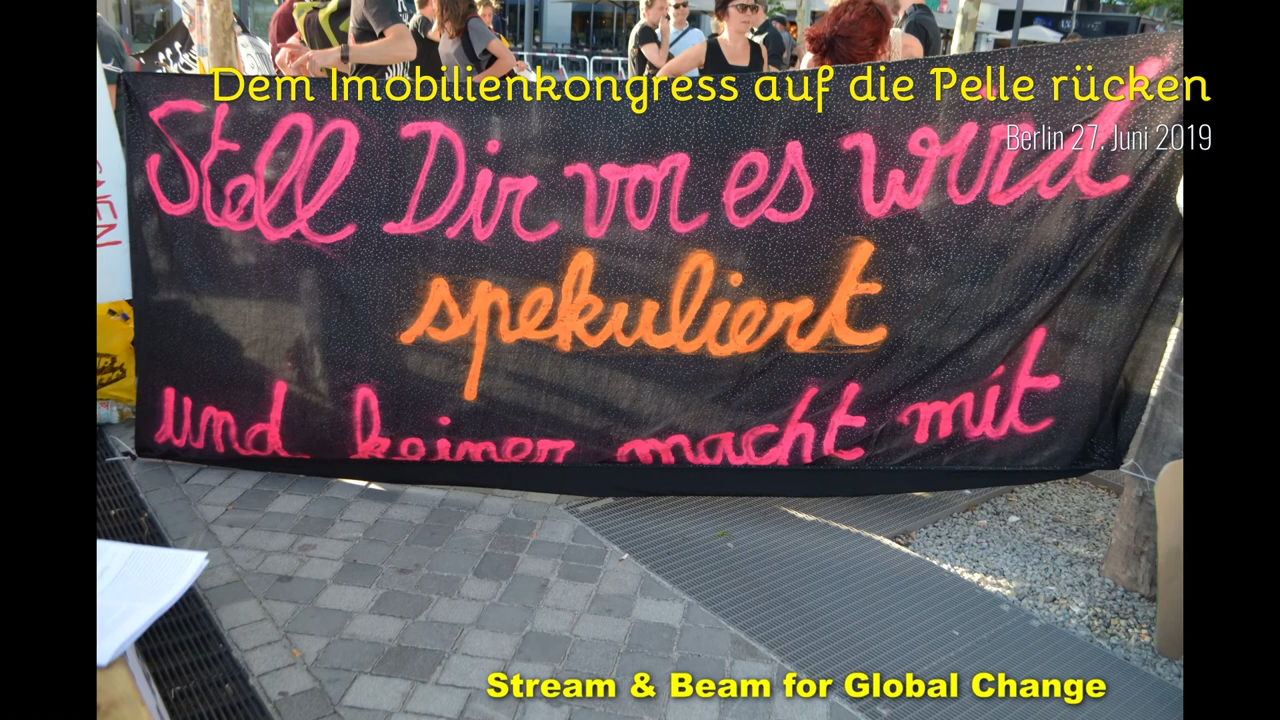 Dem Imobilienkongress auf die Pelle rücken
Berlin 27. Juni 2019
Stell Dir vor es wird
spekuliert
und keiner macht mit
Stream & Beam for Global Change